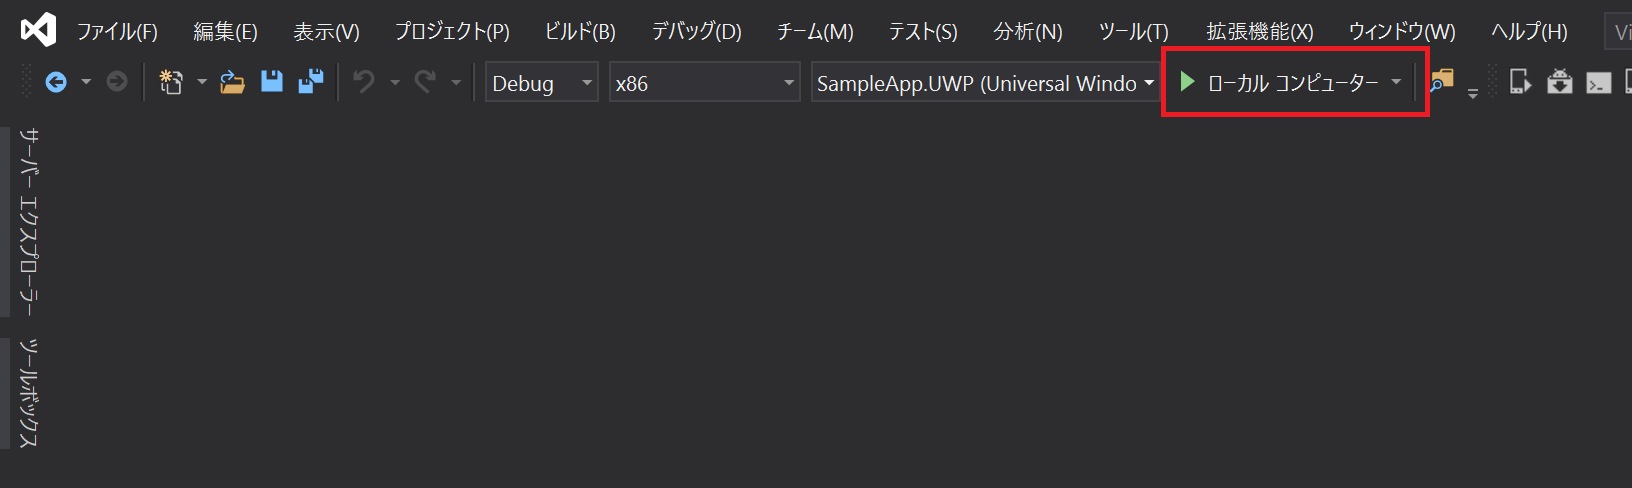 ファイル(F) 編集(E) 表示(V) プロジェクト(P) ビルド(B) デバッグ(D) チーム(M) テスト(S) 分析(N) ツール(T) 拡張機能(X) ウィンドウ(W) ヘルプ(H) Vi
Debug x86 SampleApp.UWP (Universal Windo ローカル コンピューター
サーバー エクスプローラー
ツールボックス